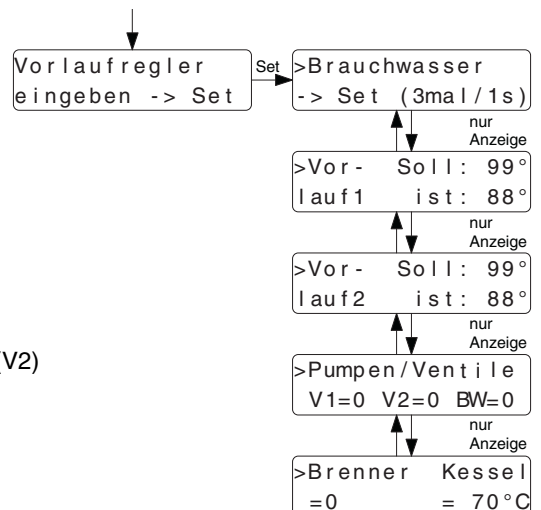 Vorlaufregler
eingeben -> Set
Set
>Brauchwasser
-> Set (3mal/1s)
nur
Anzeige
>Vor- Soll: 99°
lauf1 ist: 88°
nur
Anzeige
>Vor- Soll: 99°
lauf2 ist: 88°
nur
Anzeige
V2)
>Pumpen/Ventile
V1=0 V2=0 BW=0
nur
Anzeige
>Brenner Kessel
=0 = 70°C